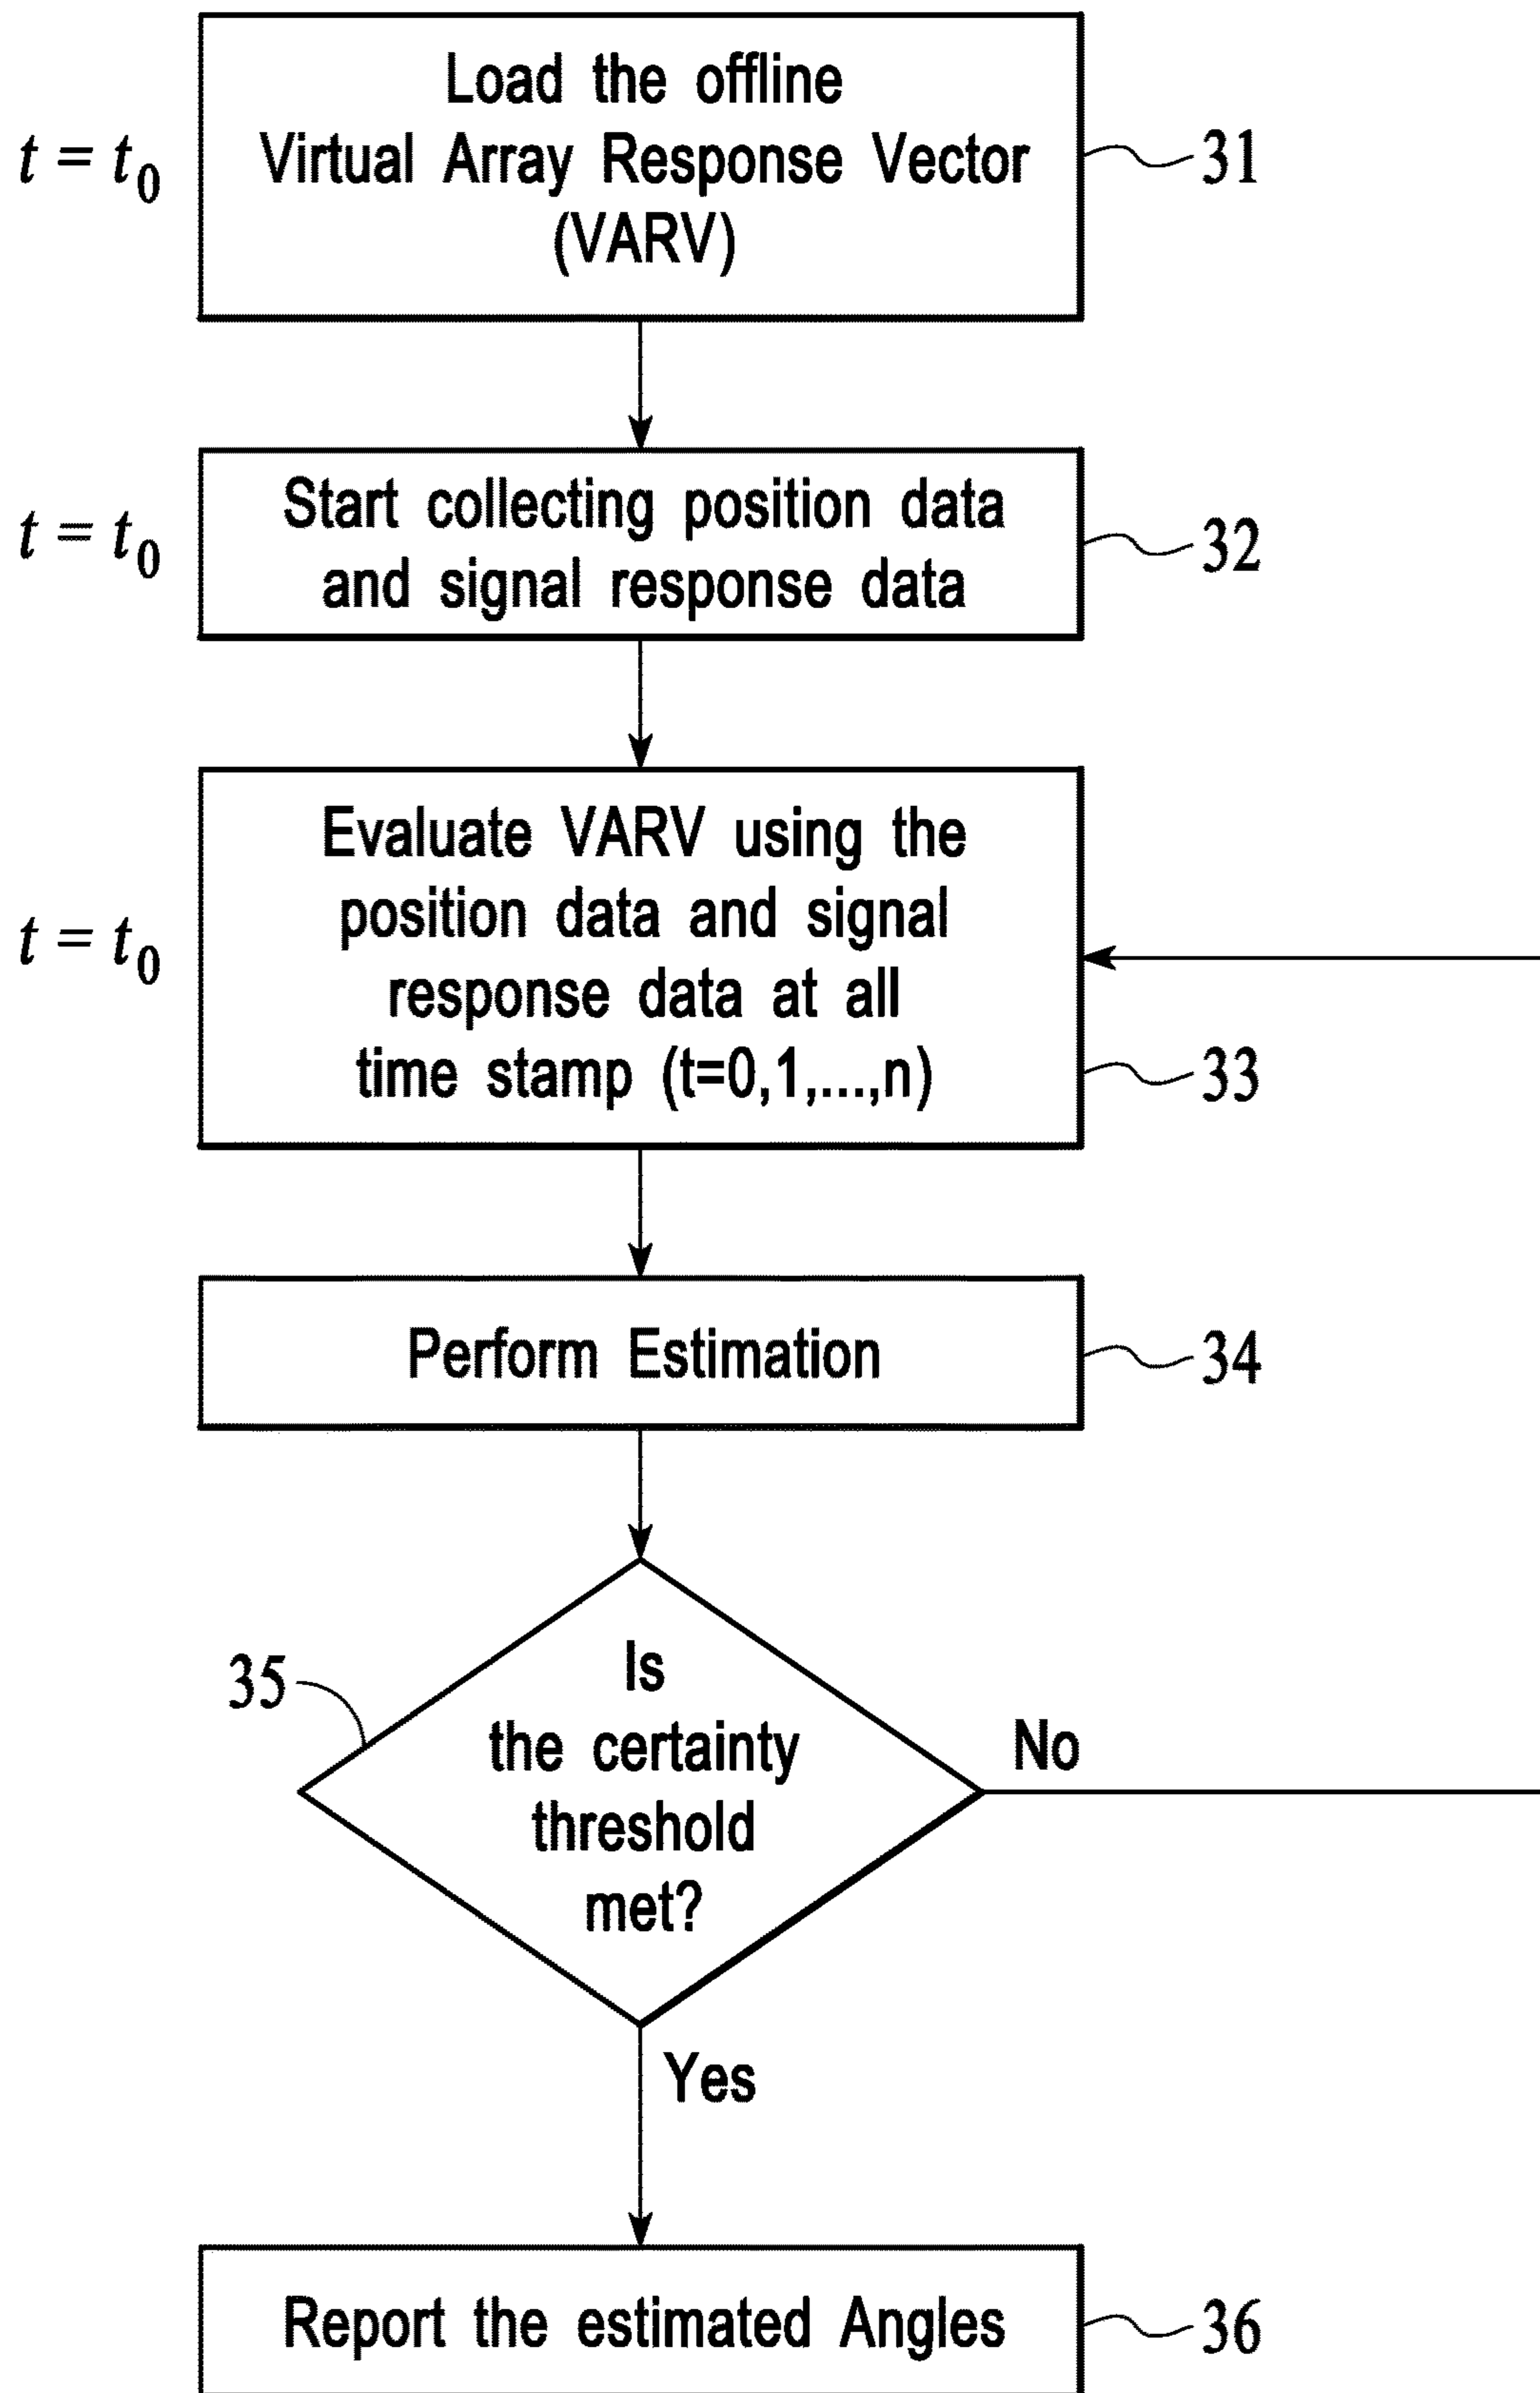 Load the offline
t = t0
Virtual Array Response Vector
31
(VARV)
Start collecting position data
t = t0
32
and signal response data
Evaluate VARV using the
position data and signal
t = t0
response data at all
time stamp (t=0,1,...,n)
33
Perform Estimation
34
35
Is
the certainty
threshold
met?
No
Yes
Report the estimated Angles
36